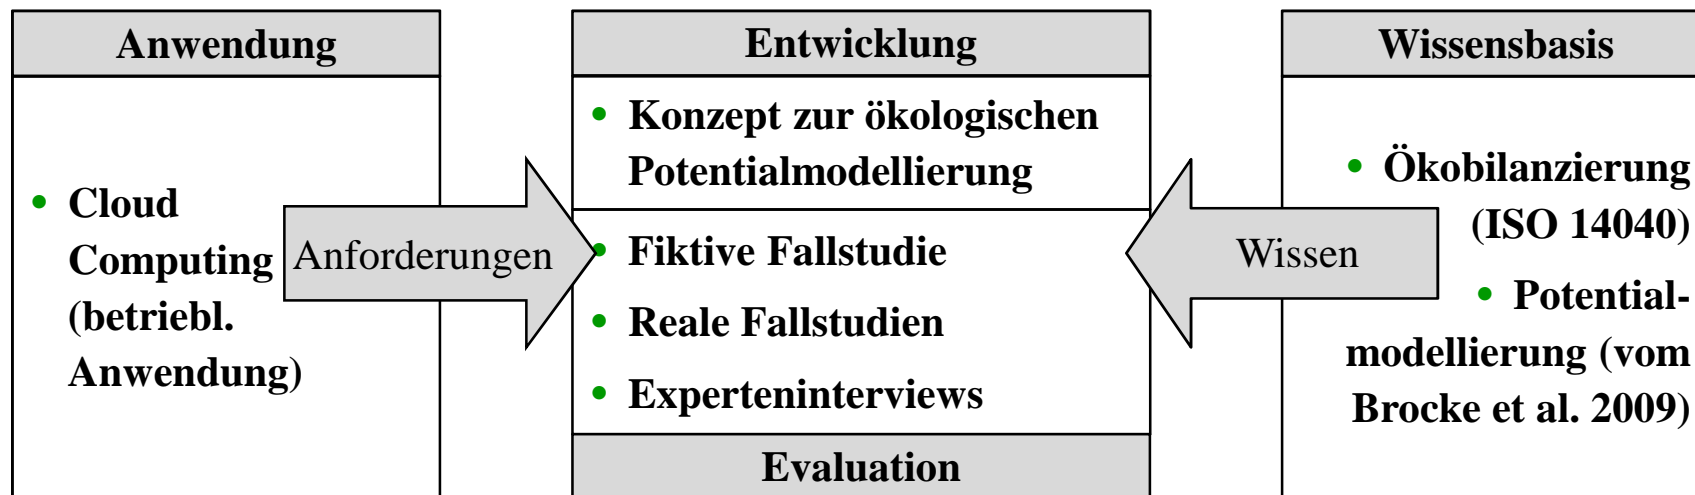 Anwendung
• Cloud
Computing
(betriebl.
Anwendung)
Anforderungen
Entwicklung
• Konzept zur ökologischen
Potentialmodellierung
• Fiktive Fallstudie
• Reale Fallstudien
• Experteninterviews
Evaluation
Wissen
Wissensbasis
• Ökobilanzierung
(ISO 14040)
• Potential-
modellierung (vom
Brocke et al. 2009)